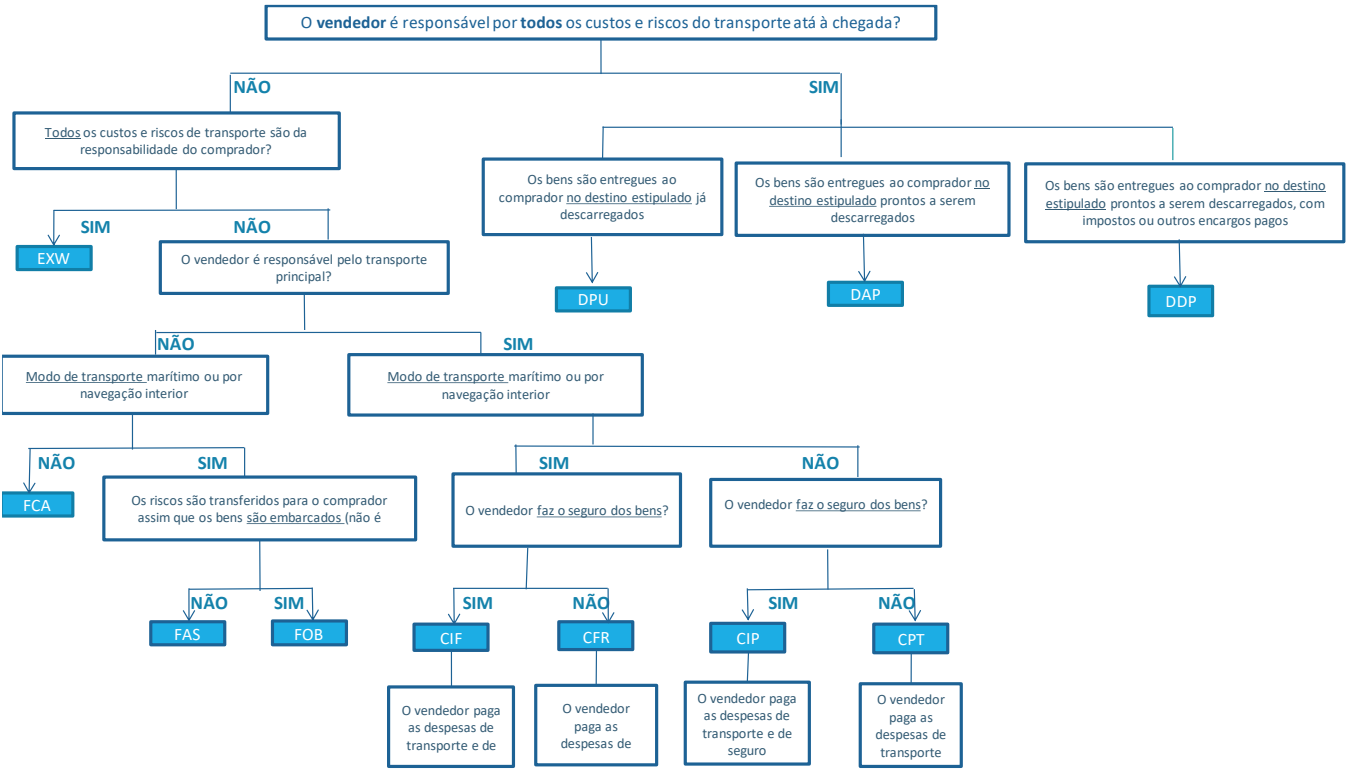 O vendedor é responsável por todos os custos e riscos do transporte atá à chegada?
NÃO
SIM
Todos os custos e riscos de transporte são da
responsabilidade do comprador?
Os bens são entregues ao
comprador no destino estipulado já
descarregados
Os bens são entregues ao comprador no
destino estipulado prontos a serem
descarregados
Os bens são entregues ao comprador no destino
estipulado prontos a serem descarregados, com
impostos ou outros encargos pagos
SIM
NÃO
EXW
O vendedor é responsável pelo transporte
principal?
DPU
DAP
DDP
NÃO
SIM
Modo de transporte marítimo ou por
navegação interior
Modo de transporte marítimo ou por
navegação interior
NÃO
SIM
SIM
NÃO
FCA
Os riscos são transferidos para o comprador
assim que os bens são embarcados (não é
O vendedor faz o seguro dos bens?
O vendedor faz o seguro dos bens?
NÃO
SIM
SIM
NÃO
SIM
NÃO
FAS
FOB
CIF
CFR
CIP
CPT
O vendedor paga
as despesas de
transporte e de
O vendedor
paga as
despesas de
O vendedor paga
as despesas de
transporte e de
seguro
O vendedor
paga as
despesas de
transporte